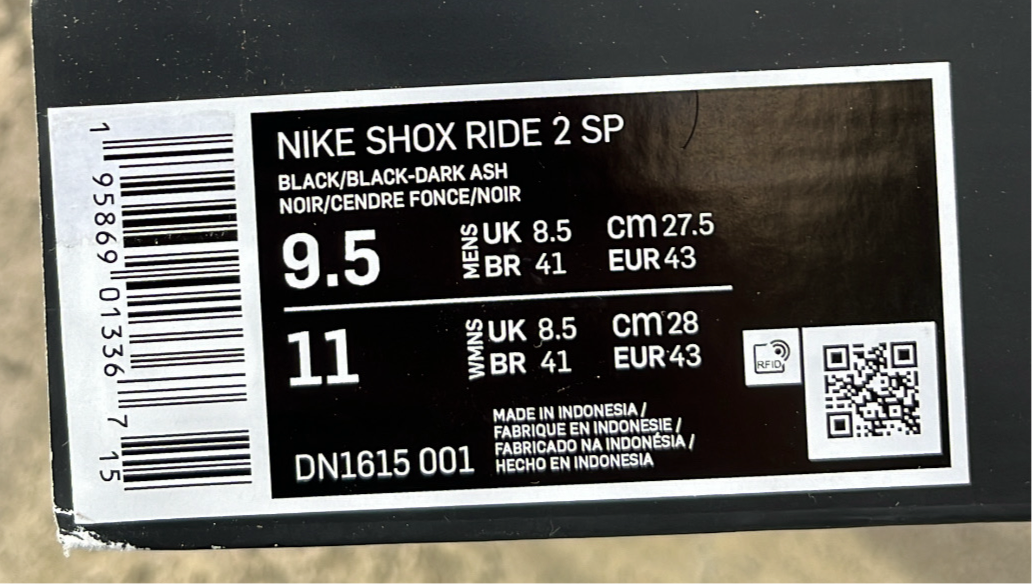 NIKE SHOX RIDE 2 SP
BLACK/BLACK-DARK ASH
NOIR/CENDRE FONCE/NOIR
9.5 MENS UK 8.5 CM 27.5
BR 41 EUR 43
11 WMNS UK 8.5 CM 28
BR 41 EUR 43
RFID
MADE IN INDONESIA /
FABRIQUE EN INDONESIE /
FABRICADO NA INDONÉSIA /
HECHO EN INDONESIA
DN1615 001
1 95869 01336 7 15